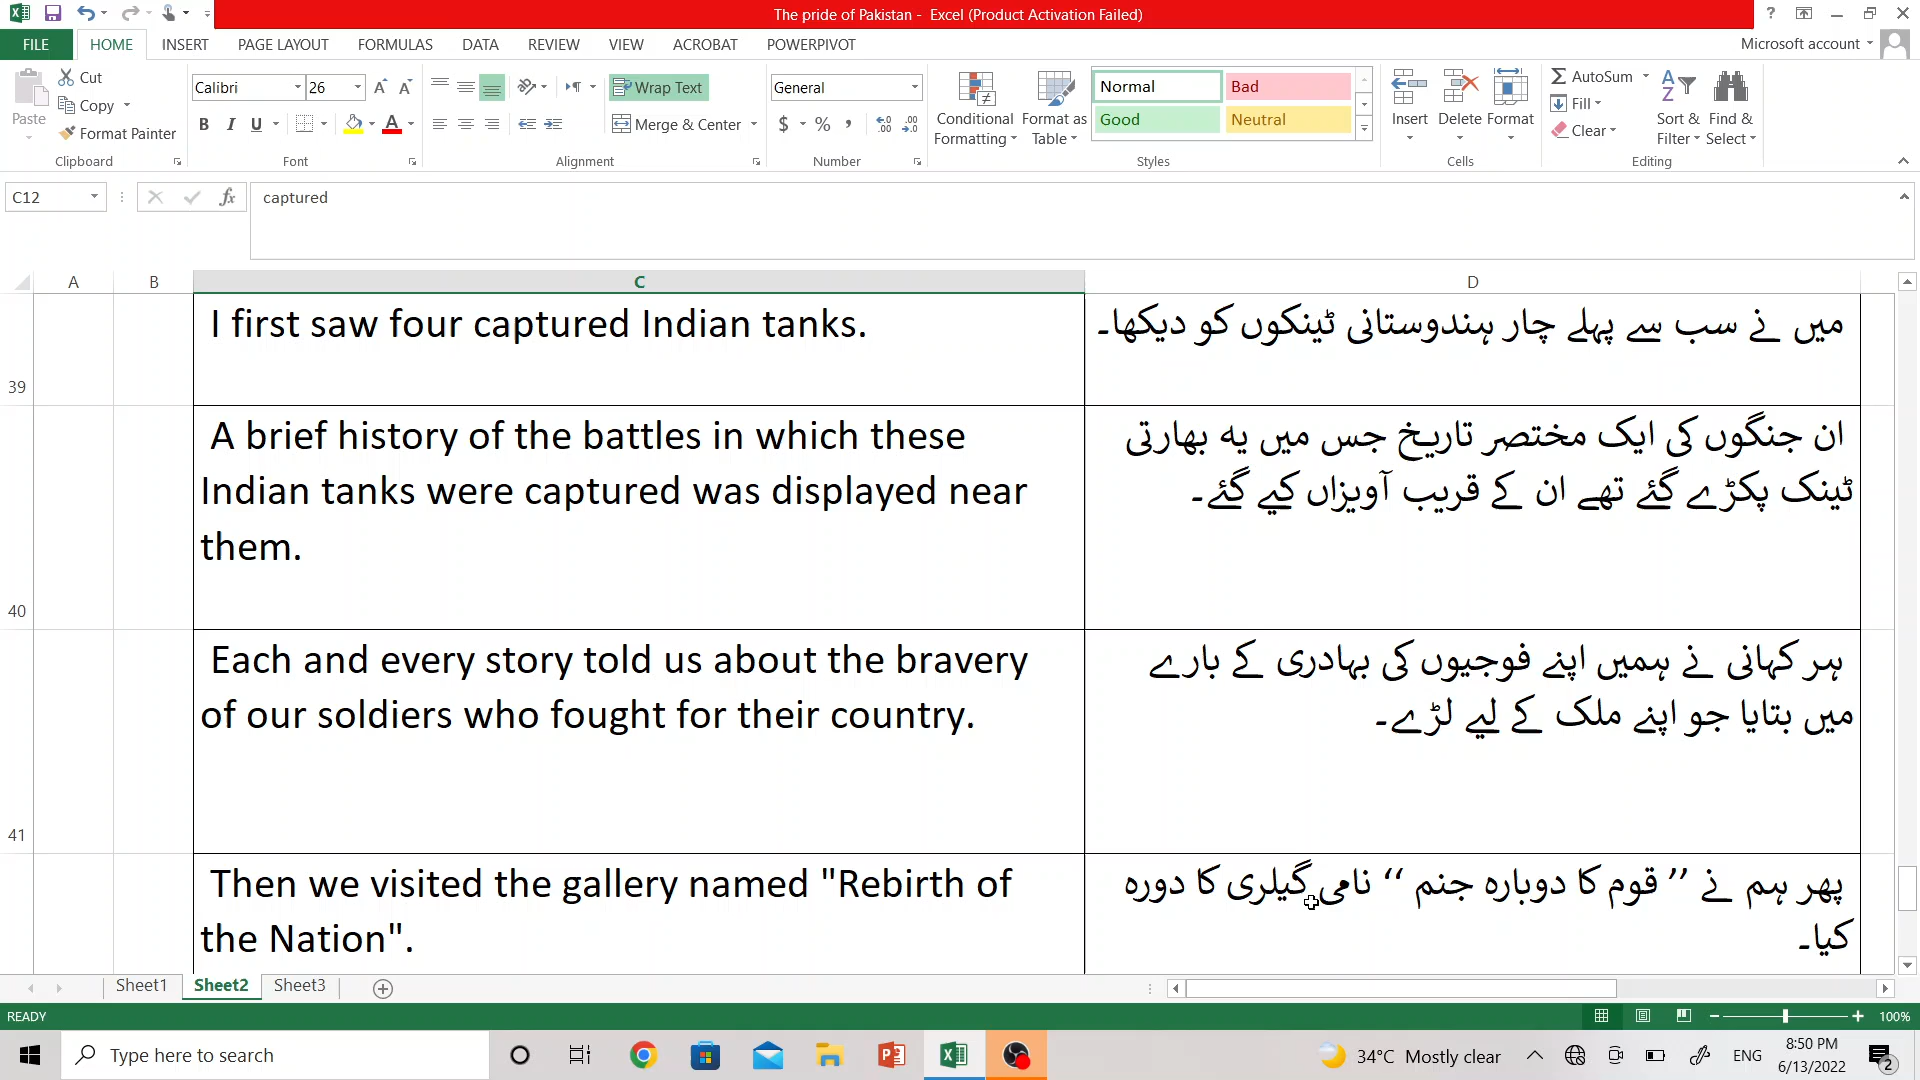 The pride of Pakistan - Excel (Product Activation Failed)
FILE HOME INSERT PAGE LAYOUT FORMULAS DATA REVIEW VIEW ACROBAT POWERPIVOT
Microsoft account
Paste
Cut
Copy
Format Painter
Clipboard
Calibri 26
B I U
Font
Wrap Text
Merge & Center
Alignment
General
$ %
Number
Conditional Formatting
Format as Table
Normal Bad
Good Neutral
Styles
Insert Delete Format
Cells
AutoSum
Fill
Clear
Sort & Filter
Find & Select
Editing
C12
fx
captured
A B C D
39
I first saw four captured Indian tanks.
میں نے سب سے پہلے چار ہندوستانی ٹینکوں کو دیکھا۔
40
A brief history of the battles in which these
Indian tanks were captured was displayed near
them.
ان جنگوں کی ایک مختصر تاریخ جس میں یہ بھارتی
ٹینک پکڑے گئے تھے ان کے قریب آویزاں کیے گئے۔
41
Each and every story told us about the bravery
of our soldiers who fought for their country.
ہر کہانی نے ہمیں اپنے فوجیوں کی بہادری کے بارے
میں بتایا جو اپنے ملک کے لیے لڑے۔
Then we visited the gallery named "Rebirth of
the Nation".
پھر ہم نے ’’ قوم کا دوبارہ جنم ‘‘ نامی گیلری کا دورہ
کیا۔
Sheet1 Sheet2 Sheet3
READY
100%
Type here to search
34°C Mostly clear
ENG
8:50 PM
6/13/2022
2